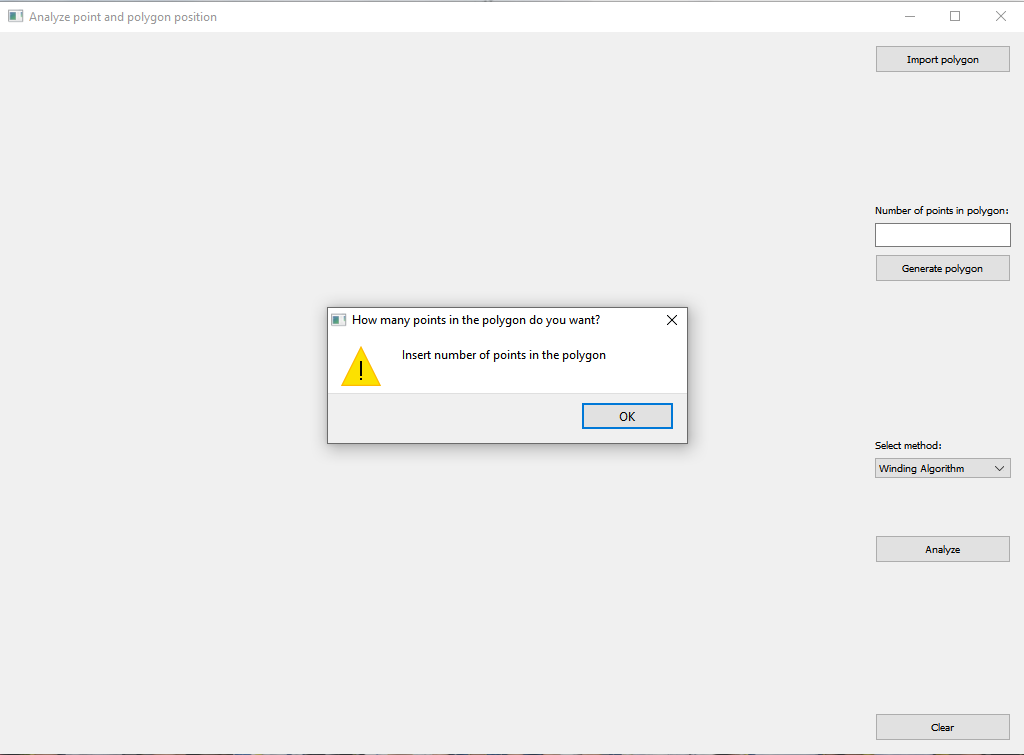 Analyze point and polygon position
Import polygon
Number of points in polygon:
Generate polygon
How many points in the polygon do you want?
Insert number of points in the polygon
OK
Select method:
Winding Algorithm
Analyze
Clear